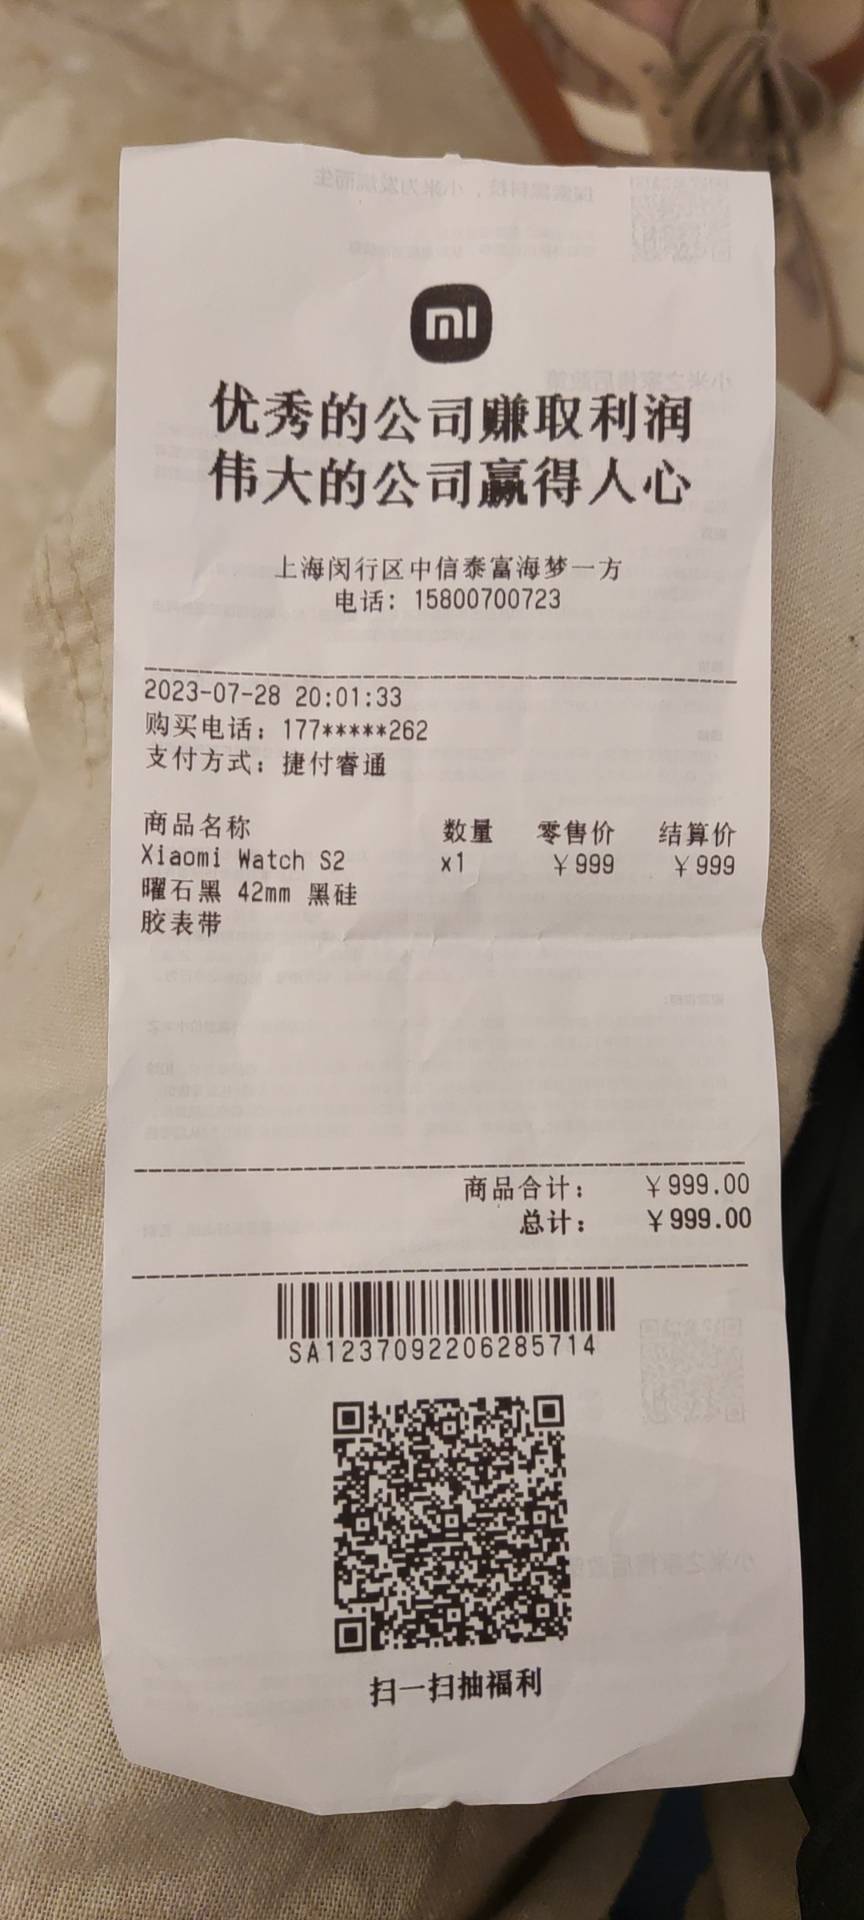 mi
优秀的公司赚取利润
伟大的公司赢得人心
上海闵行区中信泰富海梦一方
电话: 15800700723
2023-07-28 20:01:33
购买电话: 177*****262
支付方式: 捷付睿通
商品名称 数量 零售价 结算价
Xiaomi Watch S2 x1 ¥999 ¥999
曜石黑 42mm 黑硅
胶表带
商品合计: ¥999.00
总计: ¥999.00
SA1237092206285714
扫一扫抽福利